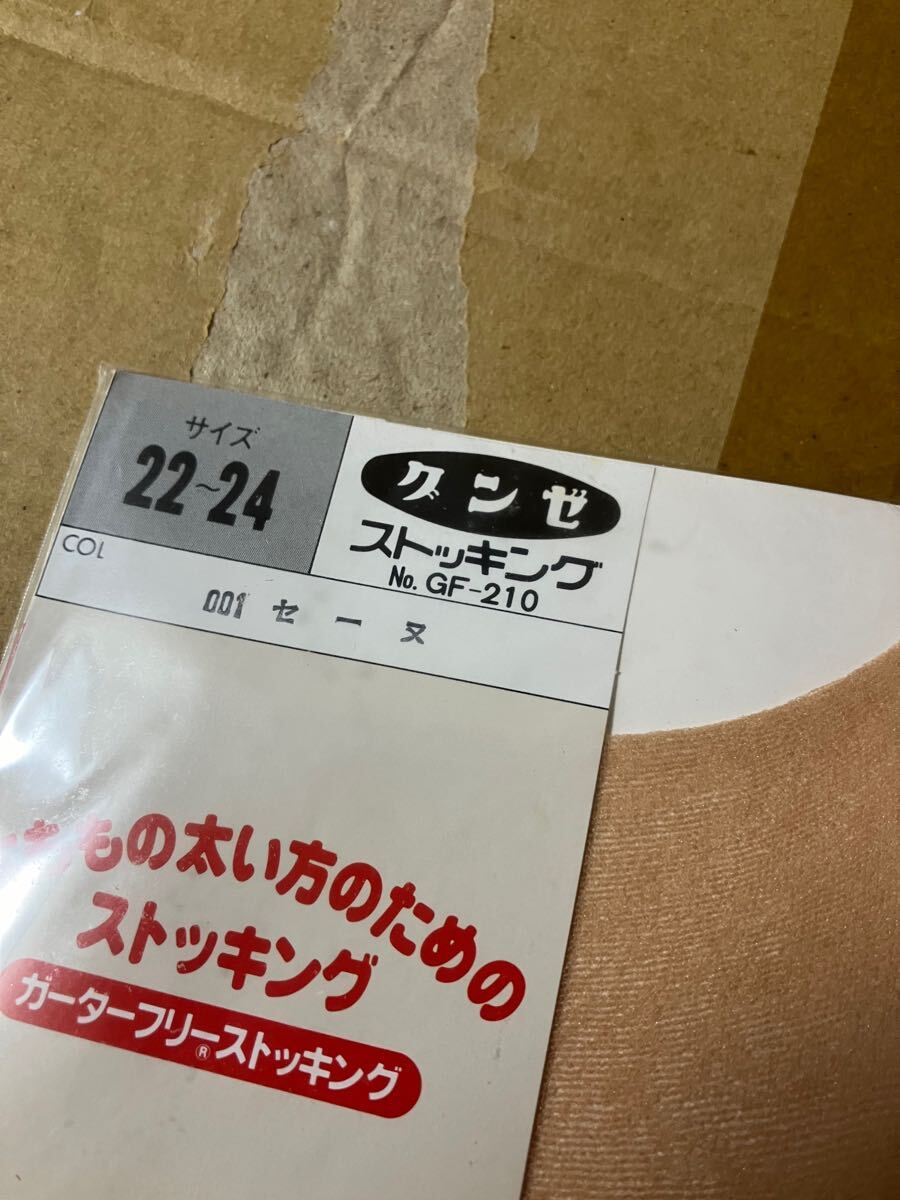 サイズ
22~24
グンゼ
ストッキング
No. GF-210
COL
001 セーヌ
もの太い方のための
ストッキング
ガーターフリー®ストッキング